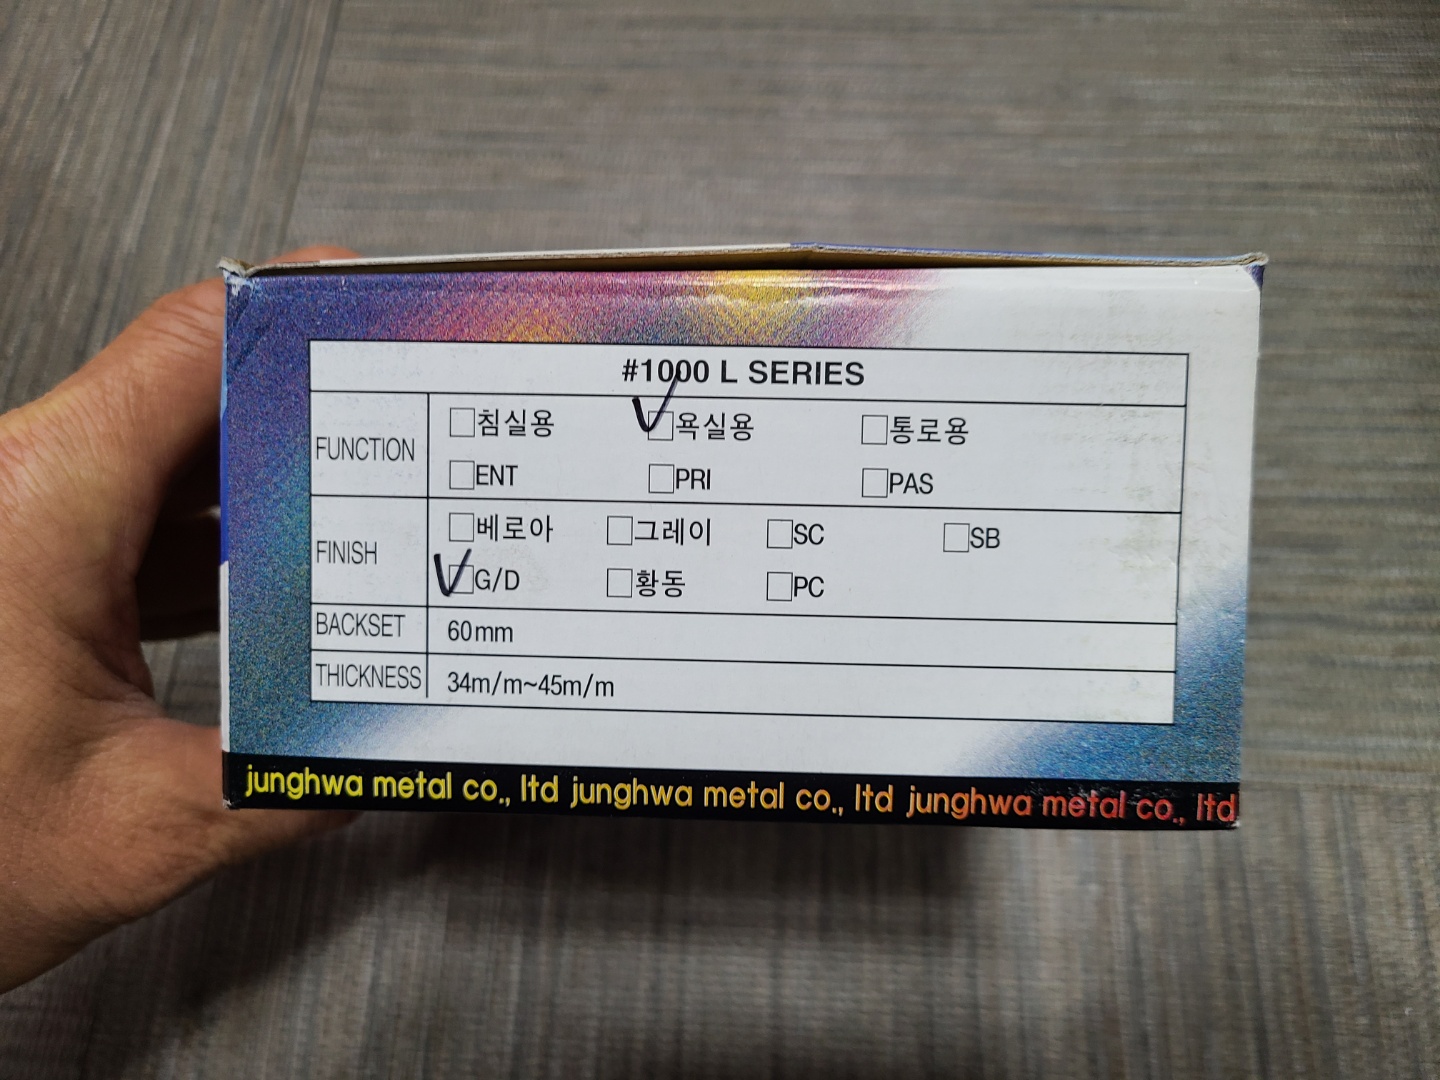 #1000 L SERIES
FUNCTION
침실용 욕실용 통로용
ENT PRI PAS
FINISH
베로아 그레이 SC SB
G/D 황동 PC
BACKSET 60mm
THICKNESS 34m/m~45m/m
junghwa metal co., ltd junghwa metal co., ltd junghwa metal co., ltd